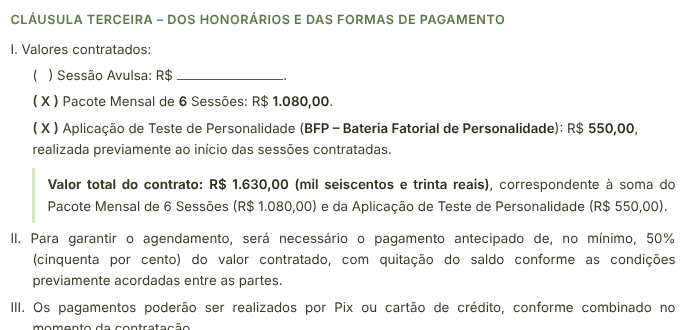 CLÁUSULA TERCEIRA – DOS HONORÁRIOS E DAS FORMAS DE PAGAMENTO
I. Valores contratados:
(  ) Sessão Avulsa: R$ _______________.
( X ) Pacote Mensal de 6 Sessões: R$ 1.080,00.
( X ) Aplicação de Teste de Personalidade (BFP – Bateria Fatorial de Personalidade): R$ 550,00,
realizada previamente ao início das sessões contratadas.
Valor total do contrato: R$ 1.630,00 (mil seiscentos e trinta reais), correspondente à soma do
Pacote Mensal de 6 Sessões (R$ 1.080,00) e da Aplicação de Teste de Personalidade (R$ 550,00).
II. Para garantir o agendamento, será necessário o pagamento antecipado de, no mínimo, 50%
(cinquenta por cento) do valor contratado, com quitação do saldo conforme as condições
previamente acordadas entre as partes.
III. Os pagamentos poderão ser realizados por Pix ou cartão de crédito, conforme combinado no
momento da contratação.